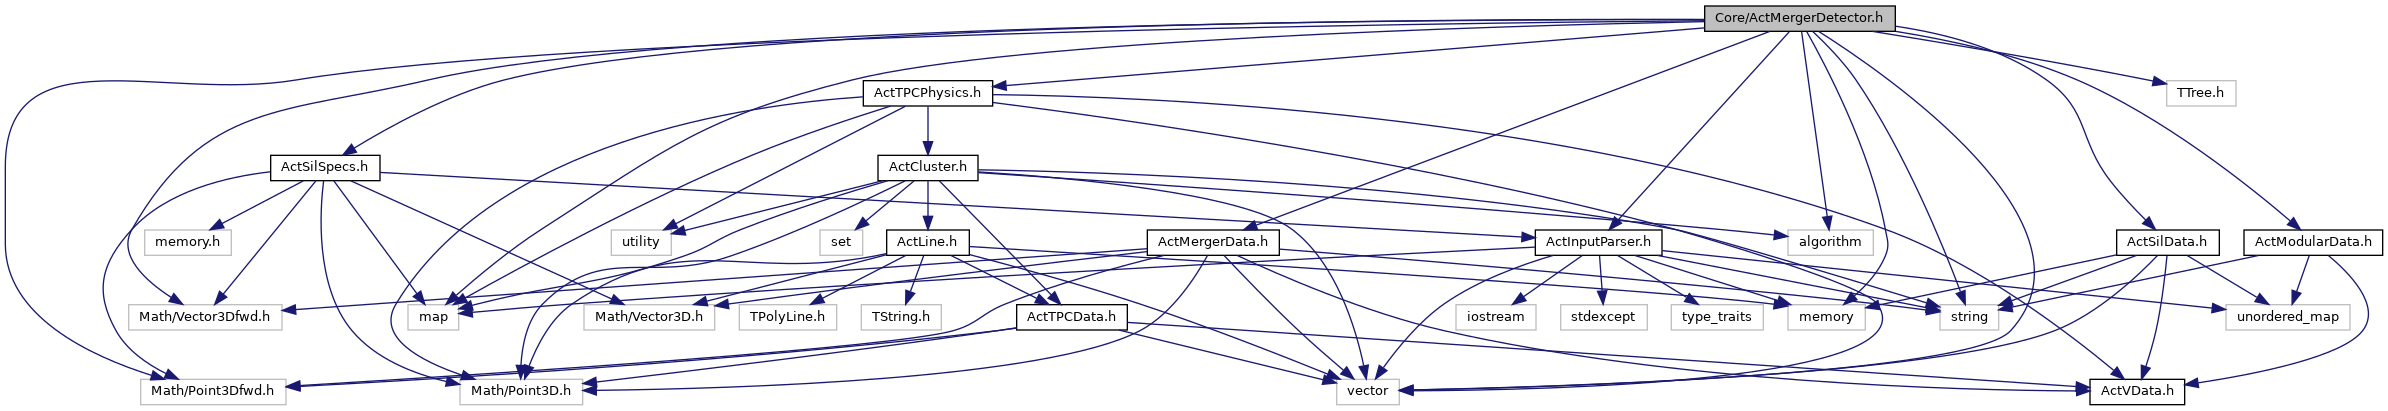 Core/ActMergerDetector.h
ActTPCPhysics.h
TTree.h
ActSilSpecs.h
ActCluster.h
memory.h
utility
set
ActLine.h
ActMergerData.h
ActInputParser.h
algorithm
ActSilData.h
ActModularData.h
Math/Vector3Dfwd.h
map
Math/Vector3D.h
TPolyLine.h
TString.h
ActTPCData.h
iostream
stdexcept
type_traits
memory
string
unordered_map
Math/Point3Dfwd.h
Math/Point3D.h
vector
ActVData.h